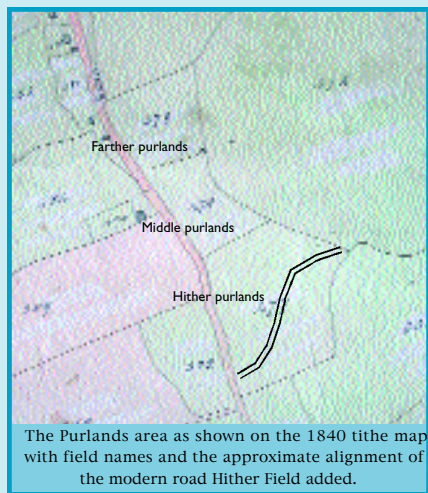 Farther purlands
Middle purlands
Hither purlands
The Purlands area as shown on the 1840 tithe map
with field names and the approximate alignment of
the modern road Hither Field added.